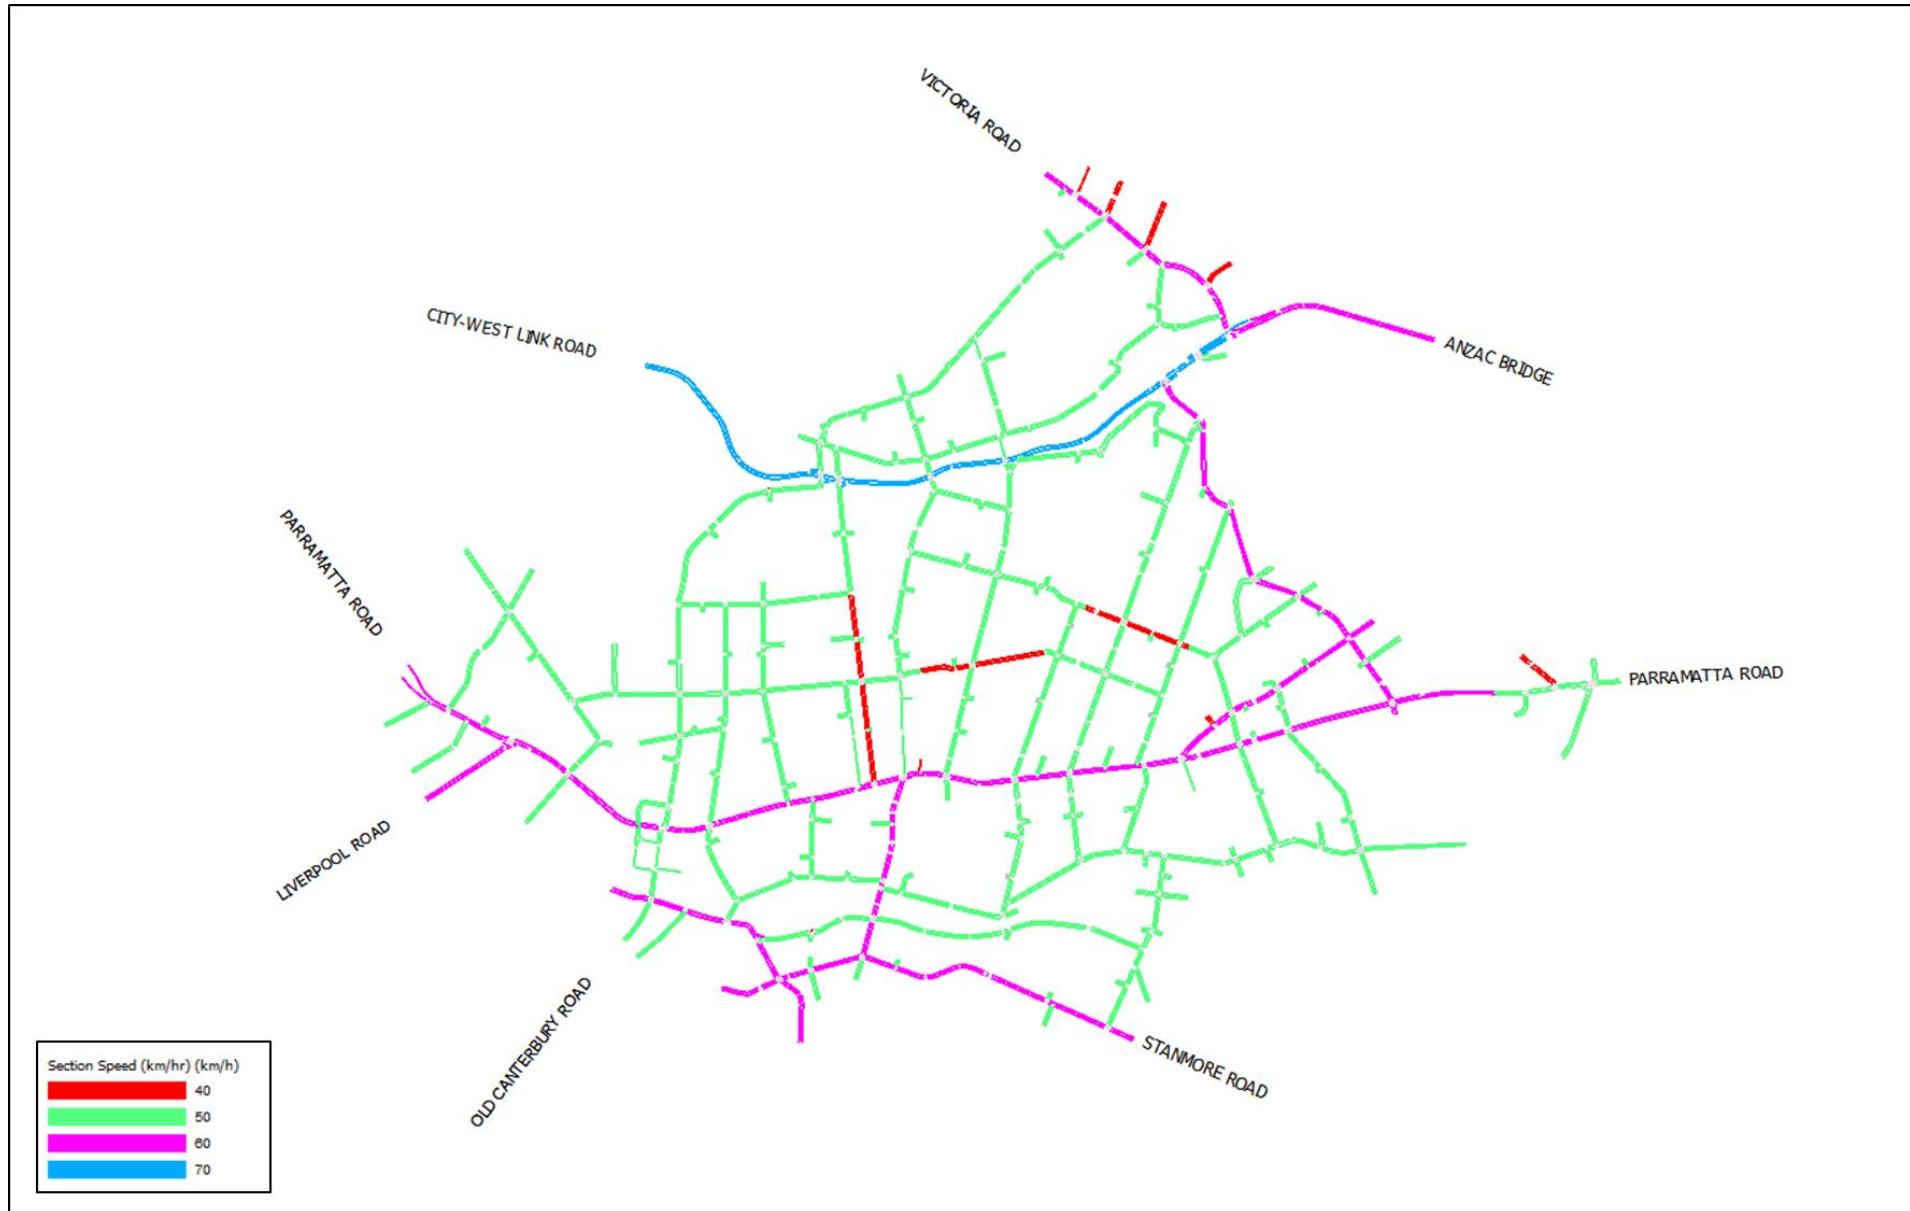 VICTORIA ROAD
CITY-WEST LINK ROAD
ANZAC BRIDGE
PARRAMATTA ROAD
PARRAMATTA ROAD
LIVERPOOL ROAD
OLD CANTERBURY ROAD
STANMORE ROAD
Section Speed (km/hr) (km/h)
40
50
60
70